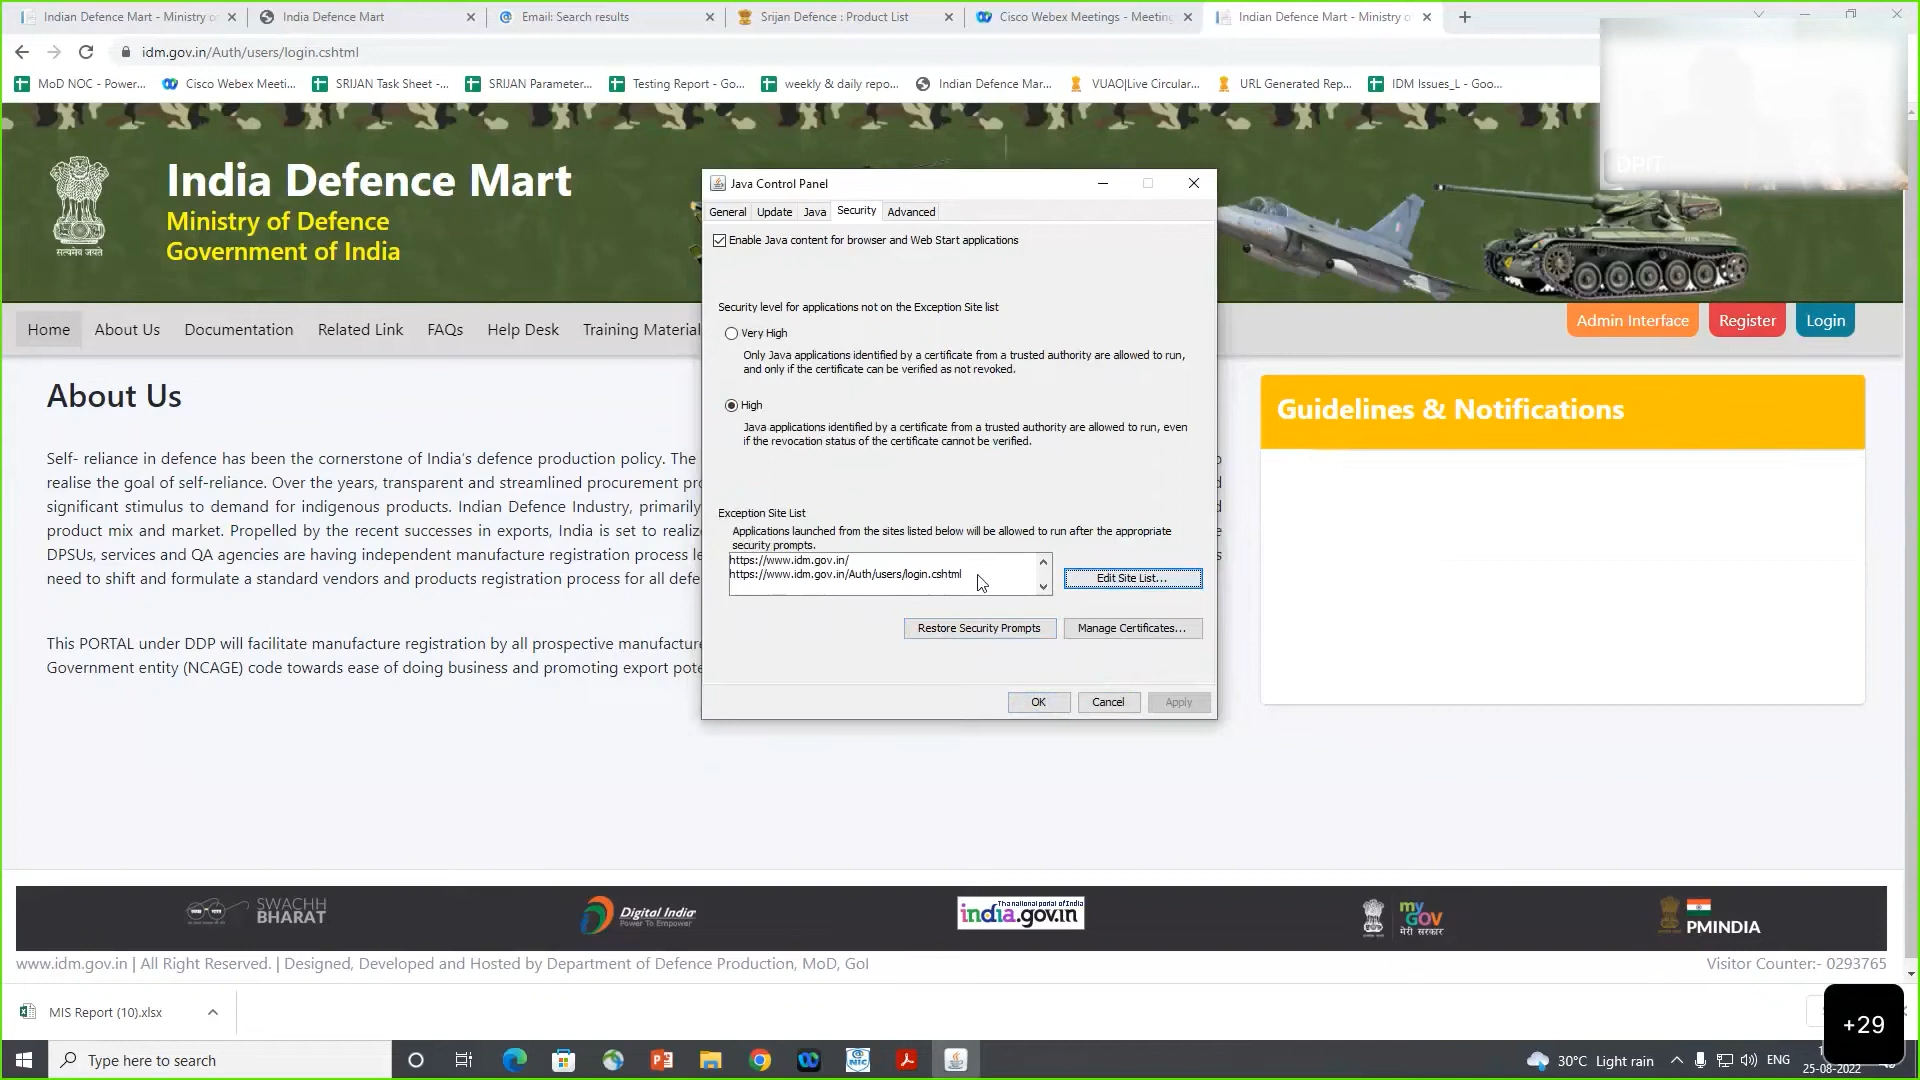 Indian Defence Mart - Ministry o
India Defence Mart
Email: Search results
Srijan Defence : Product List
Cisco Webex Meetings - Meeting
Indian Defence Mart - Ministry o
idm.gov.in/Auth/users/login.cshtml
MoD NOC - Power...
Cisco Webex Meeti...
SRIJAN Task Sheet -...
SRIJAN Parameter...
Testing Report - Go...
weekly & daily repo...
Indian Defence Mar...
VUAO|Live Circular...
URL Generated Rep...
IDM Issues_L - Goo...
DPIT
India Defence Mart
Ministry of Defence
Government of India
सत्यमेव जयते
Home
About Us
Documentation
Related Link
FAQs
Help Desk
Training Material
Admin Interface
Register
Login
Java Control Panel
General
Update
Java
Security
Advanced
Enable Java content for browser and Web Start applications
Security level for applications not on the Exception Site list
Very High
Only Java applications identified by a certificate from a trusted authority are allowed to run,
and only if the certificate can be verified as not revoked.
High
Java applications identified by a certificate from a trusted authority are allowed to run, even
if the revocation status of the certificate cannot be verified.
Exception Site List
Applications launched from the sites listed below will be allowed to run after the appropriate
security prompts.
https://www.idm.gov.in/
https://www.idm.gov.in/Auth/users/login.cshtml
Edit Site List...
Restore Security Prompts
Manage Certificates...
OK
Cancel
Apply
About Us
Self- reliance in defence has been the cornerstone of India's defence production policy. The
realise the goal of self-reliance. Over the years, transparent and streamlined procurement pr
significant stimulus to demand for indigenous products. Indian Defence Industry, primarily
product mix and market. Propelled by the recent successes in exports, India is set to realiz
DPSUs, services and QA agencies are having independent manufacture registration process le
need to shift and formulate a standard vendors and products registration process for all defe
This PORTAL under DDP will facilitate manufacture registration by all prospective manufactur
Government entity (NCAGE) code towards ease of doing business and promoting export pote
Guidelines & Notifications
SWACHH
BHARAT
Digital India
Power To Empower
The national portal of India
india.gov.in
my
GOV
मेरी सरकार
PMINDIA
www.idm.gov.in | All Right Reserved. | Designed, Developed and Hosted by Department of Defence Production, MoD, GoI
Visitor Counter:- 0293765
MIS Report (10).xlsx
+29
Type here to search
NIC
30°C Light rain
ENG
25-08-2022